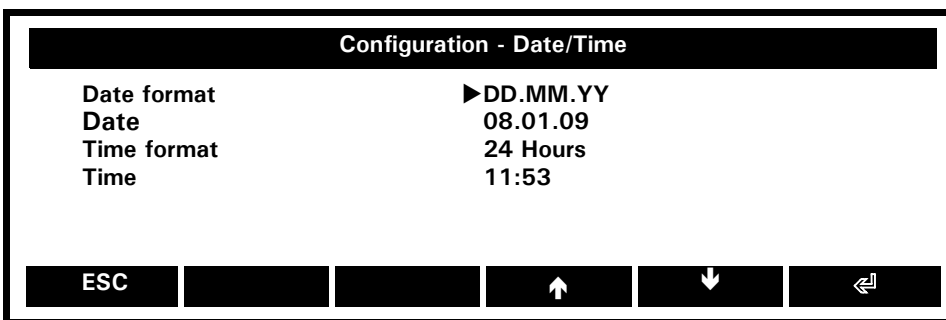 Configuration - Date/Time
Date format ▶DD.MM.YY
Date 08.01.09
Time format 24 Hours
Time 11:53
ESC ↑ ↓ ↵